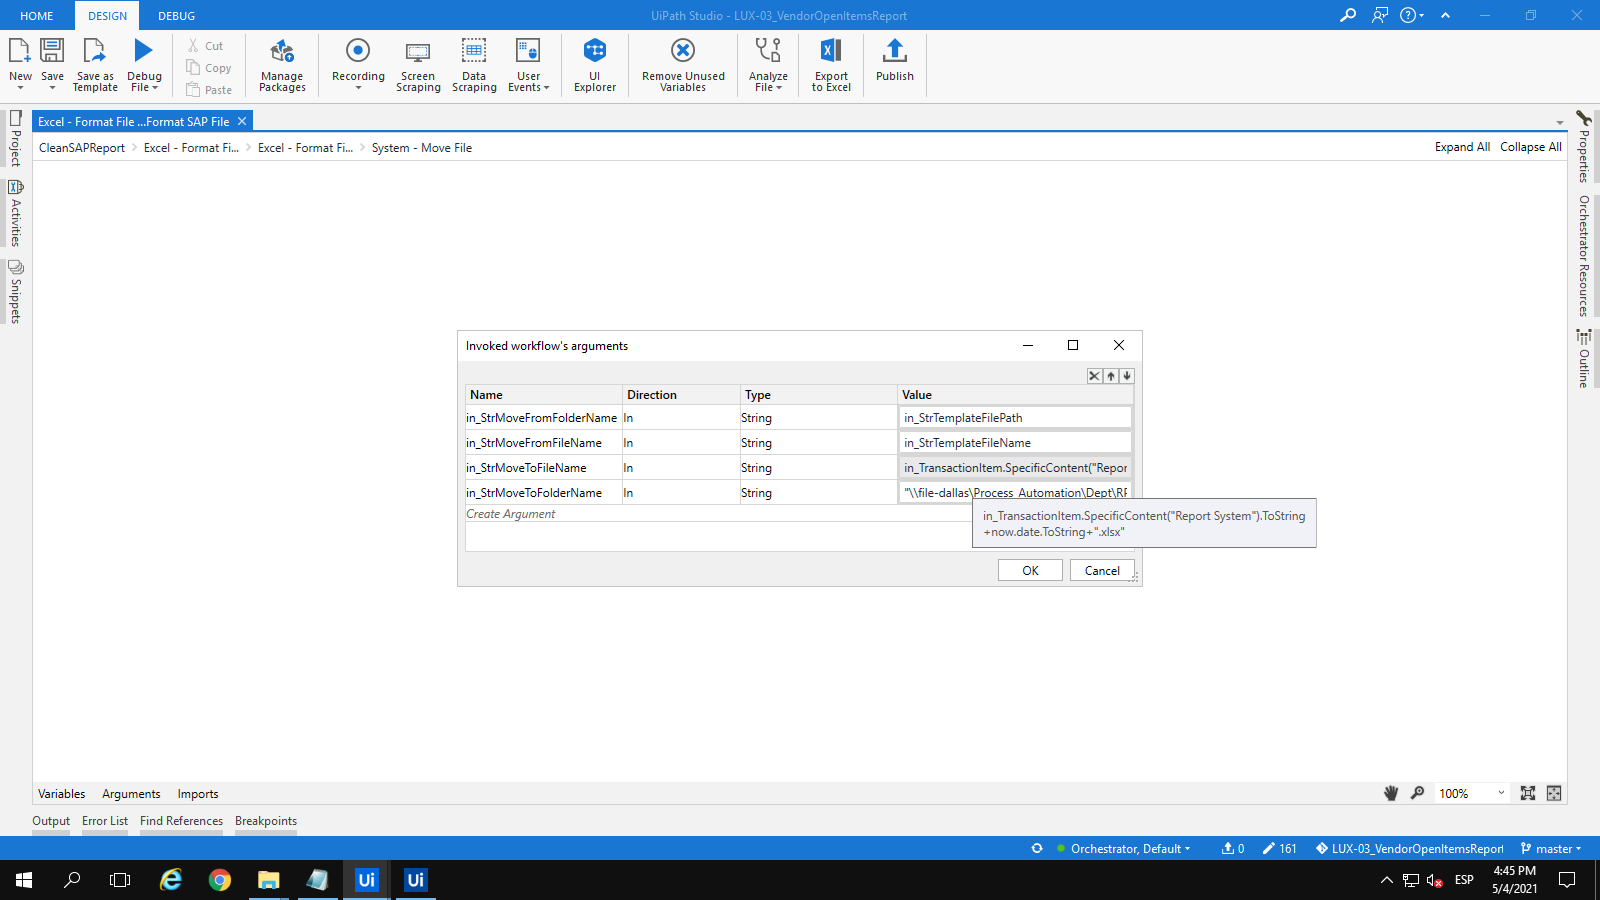 HOME DESIGN DEBUG UiPath Studio - LUX-03_VendorOpenItemsReport
New Save Save as Template Debug File Cut Copy Paste Manage Packages Recording Screen Scraping Data Scraping User Events UI Explorer Remove Unused Variables Analyze File Export to Excel Publish
Excel - Format File ...Format SAP File
CleanSAPReport Excel - Format Fi... Excel - Format Fi... System - Move File Expand All Collapse All
Project
Activities
Snippets
Properties
Orchestrator Resources
Outline
Invoked workflow's arguments
Name Direction Type Value
in_StrMoveFromFolderName In String in_StrTemplateFilePath
in_StrMoveFromFileName In String in_StrTemplateFileName
in_StrMoveToFileName In String in_TransactionItem.SpecificContent("Repor
in_StrMoveToFolderName In String "\\file-dallas\Process_Automation\Dept\RF
Create Argument
in_TransactionItem.SpecificContent("Report System").ToString
+now.date.ToString+".xlsx"
OK Cancel
Variables Arguments Imports 100%
Output Error List Find References Breakpoints
Orchestrator, Default 0 161 LUX-03_VendorOpenItemsReport master
Ui Ui ESP 4:45 PM
5/4/2021